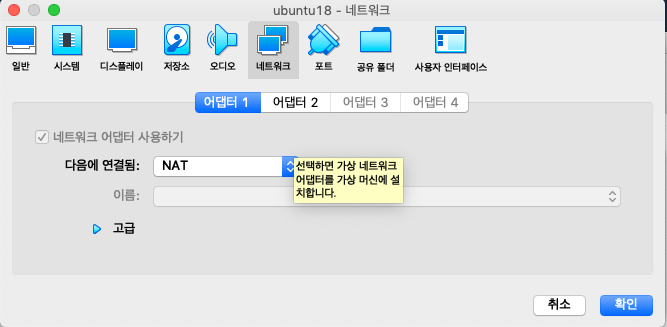 ubuntu18 - 네트워크
일반 시스템 디스플레이 저장소 오디오 네트워크 포트 공유 폴더 사용자 인터페이스
어댑터 1 어댑터 2 어댑터 3 어댑터 4
네트워크 어댑터 사용하기
다음에 연결됨: NAT
선택하면 가상 네트워크
어댑터를 가상 머신에 설
치합니다.
이름:
고급
취소 확인